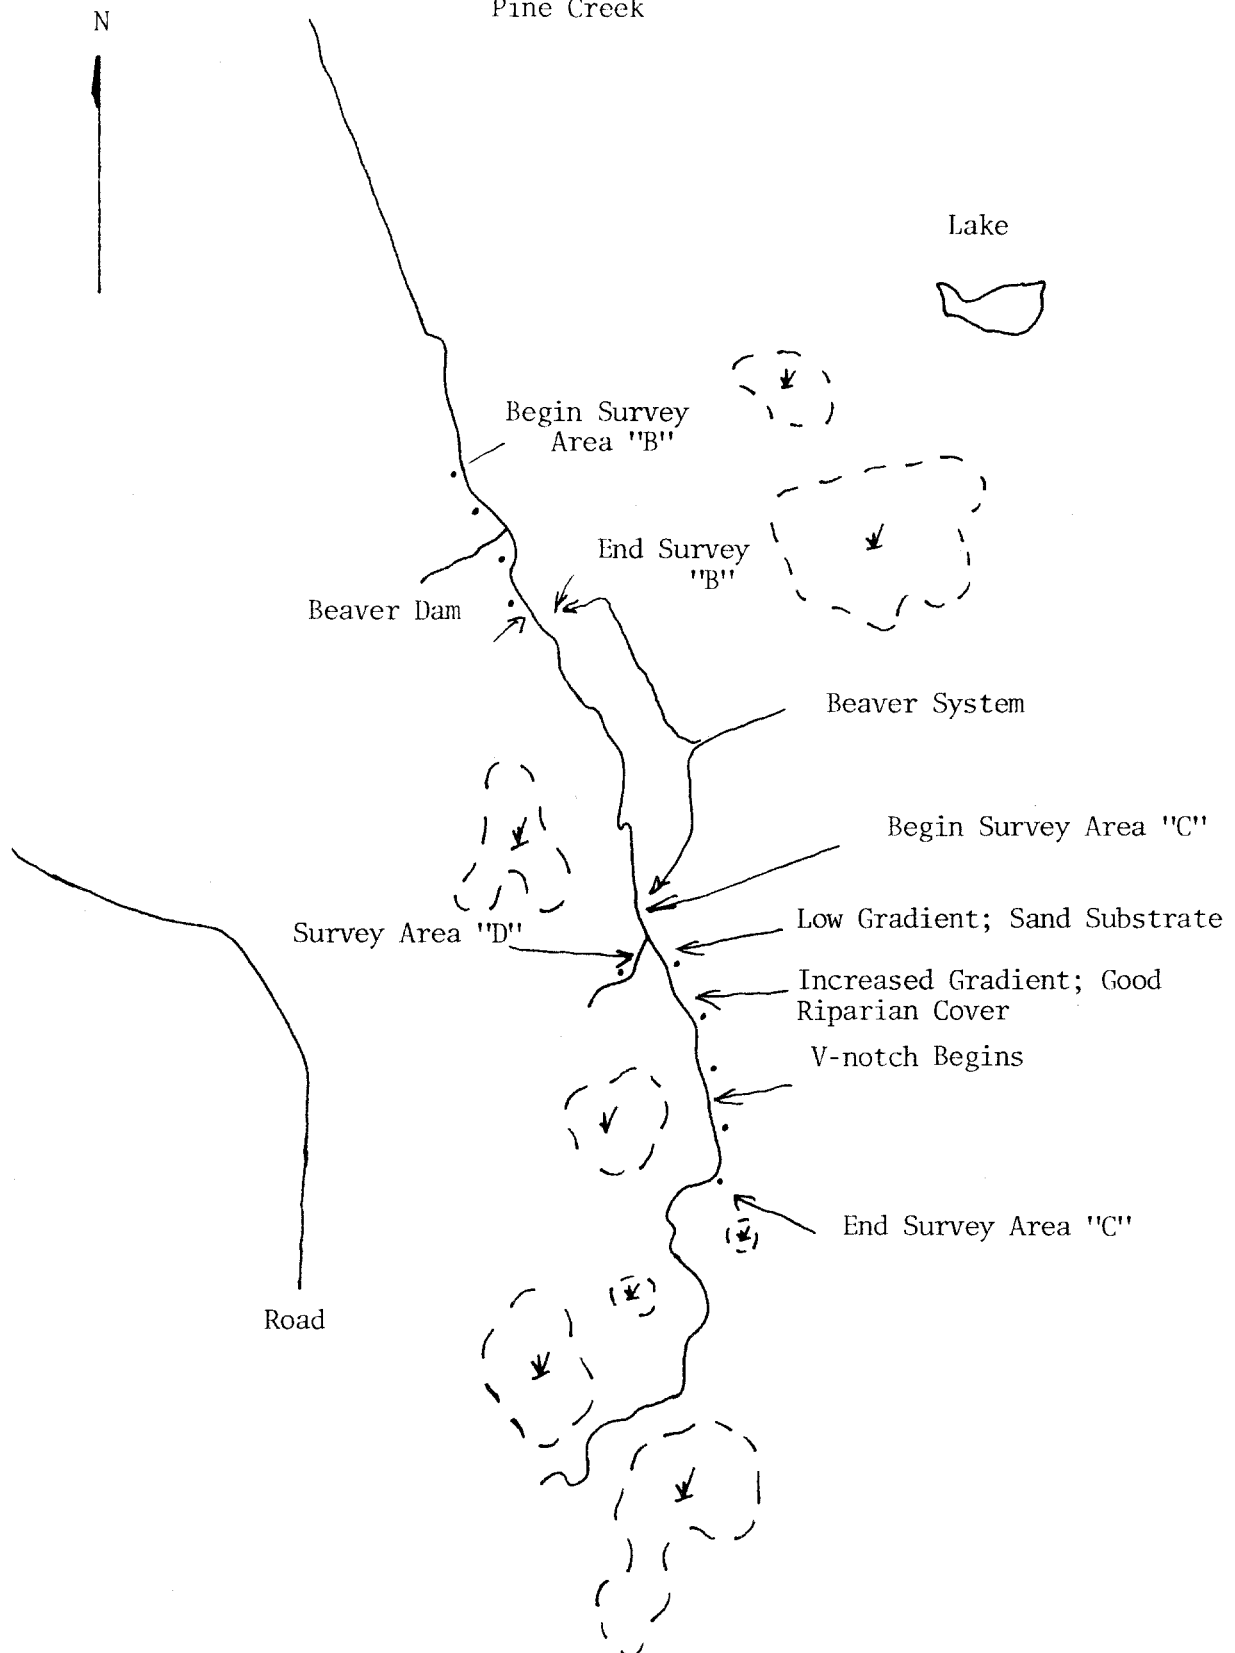 Pine Creek
N
Lake
Begin Survey
Area "B"
End Survey
"B"
Beaver Dam
Beaver System
Begin Survey Area "C"
Low Gradient; Sand Substrate
Survey Area "D"
Increased Gradient; Good
Riparian Cover
V-notch Begins
End Survey Area "C"
Road